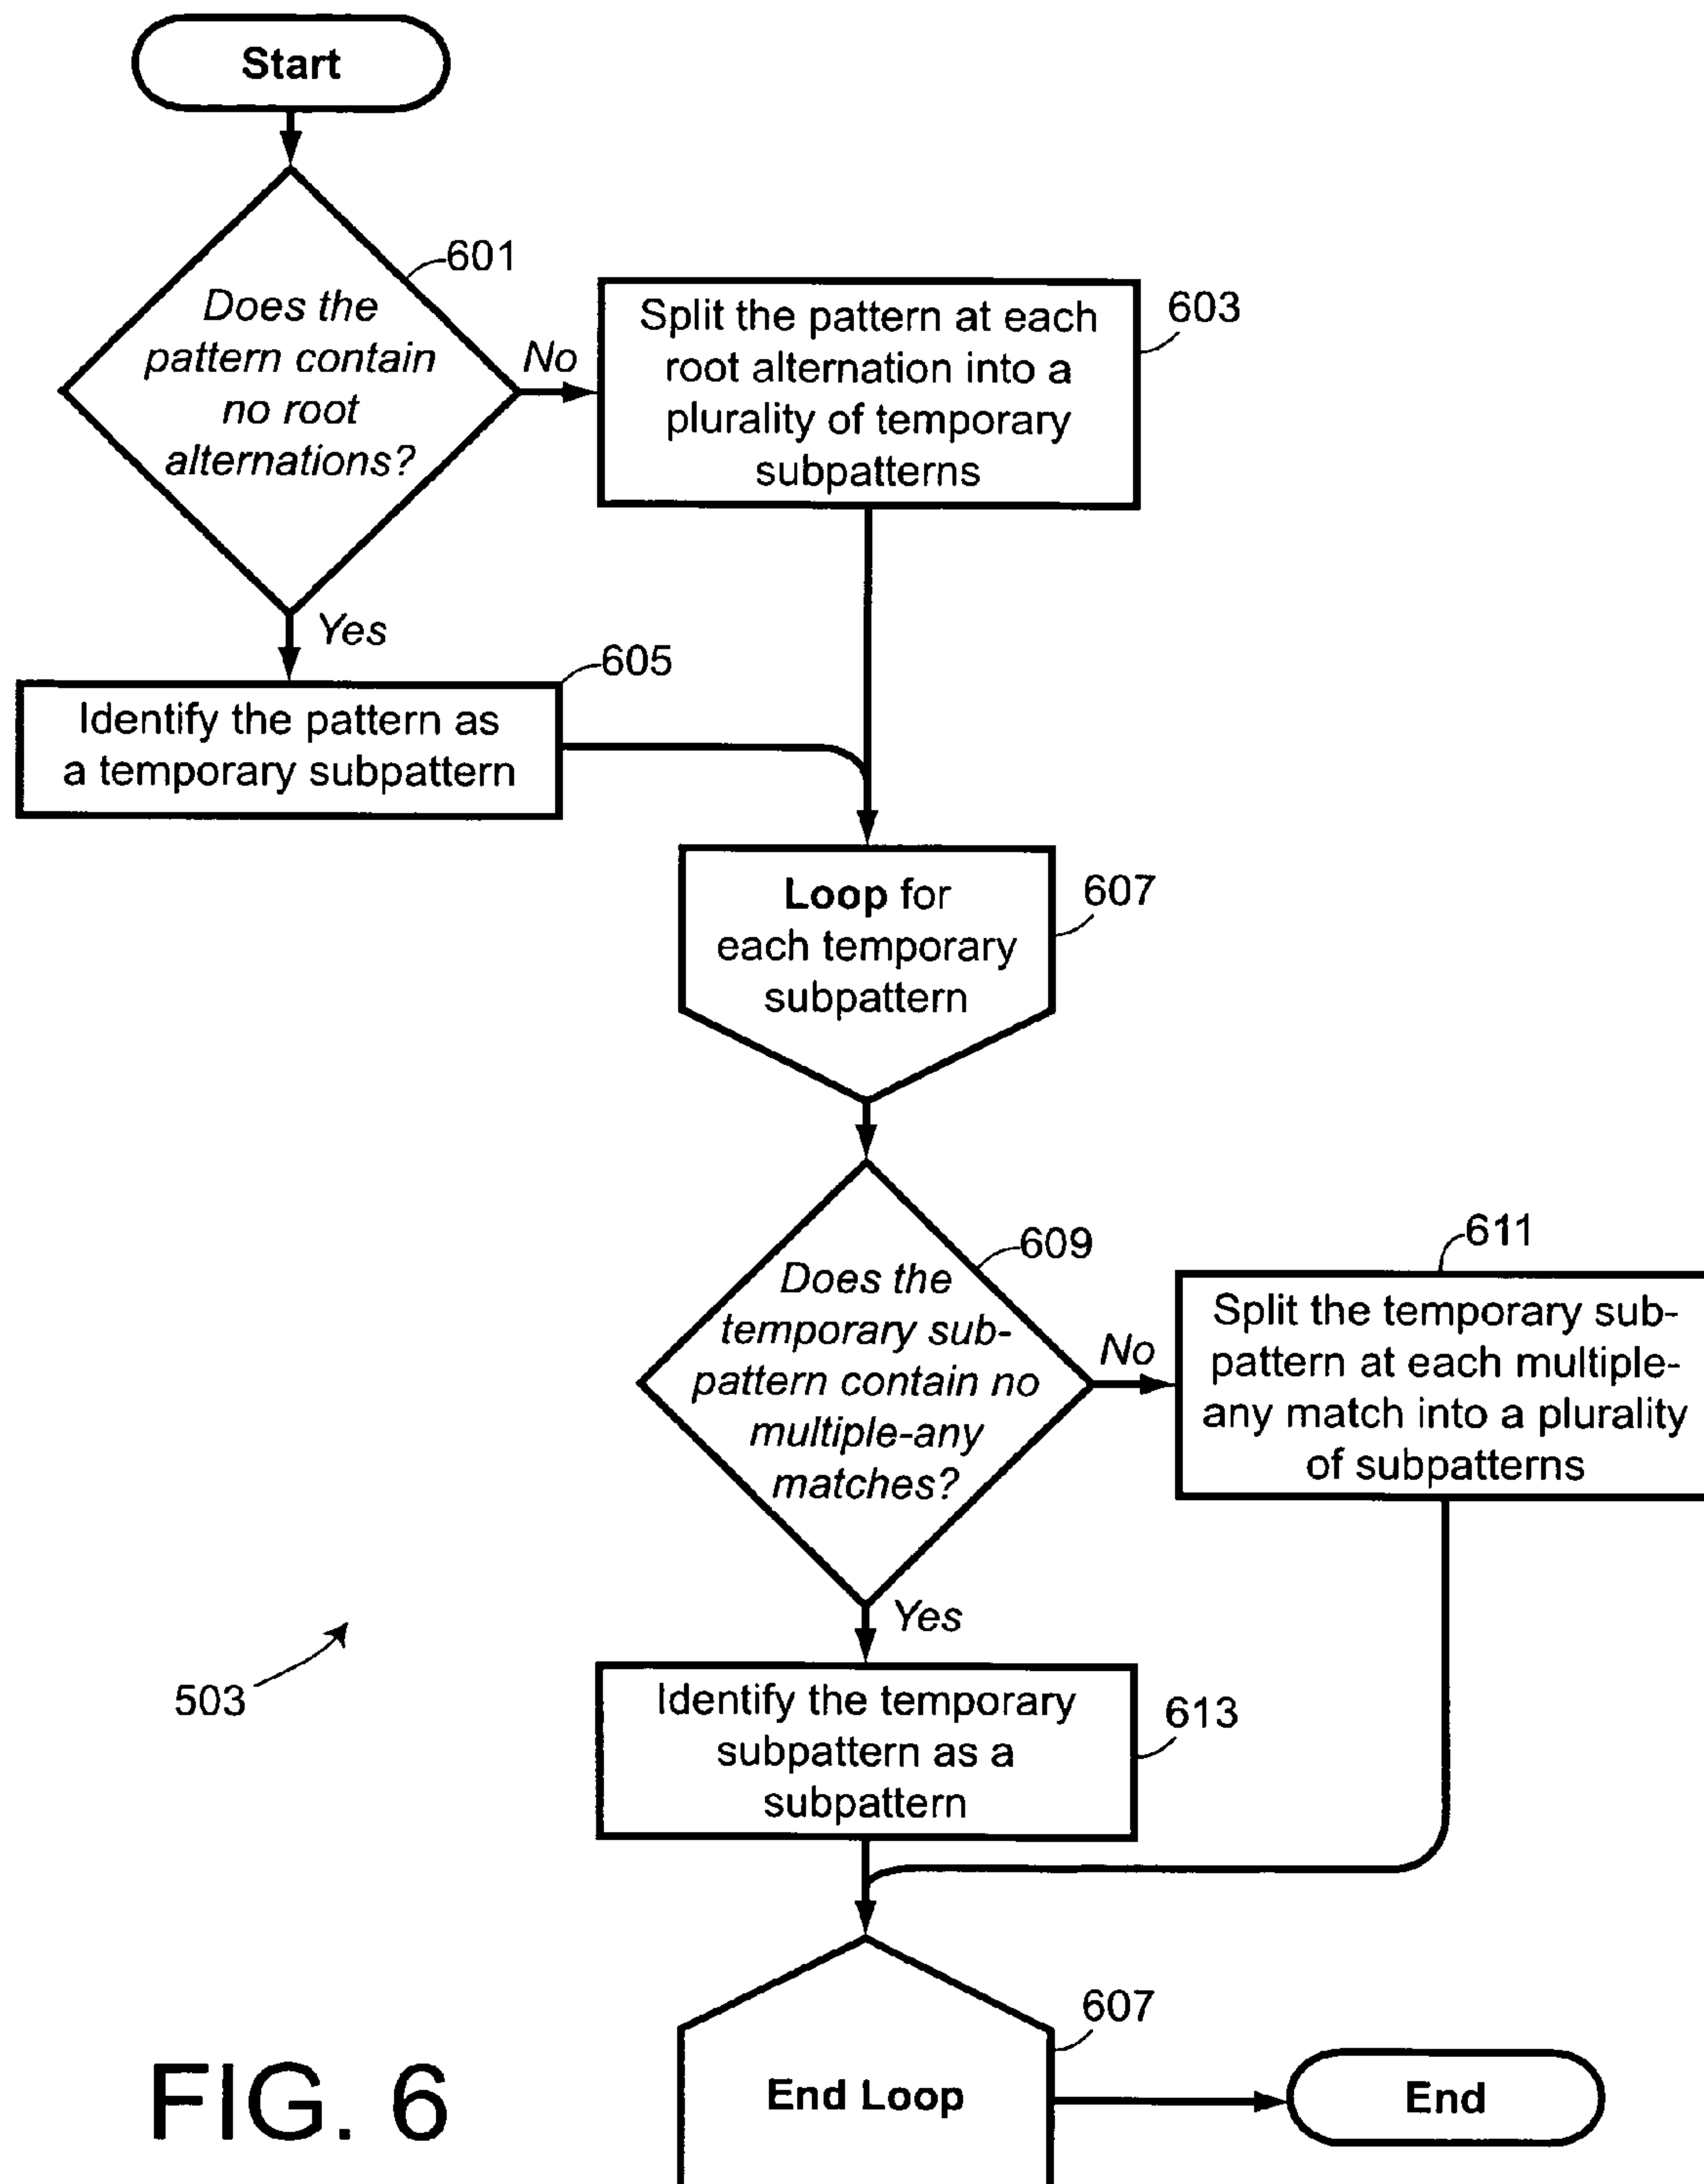 Start
601
Does the
pattern contain
no root
alternations?
No
603
Split the pattern at each
root alternation into a
plurality of temporary
subpatterns
Yes
605
Identify the pattern as
a temporary subpattern
Loop for
each temporary
subpattern
607
609
Does the
temporary sub-
pattern contain no
multiple-any
matches?
No
611
Split the temporary sub-
pattern at each multiple-
any match into a plurality
of subpatterns
Yes
503
Identify the temporary
subpattern as a
subpattern
613
607
End Loop
End
FIG. 6